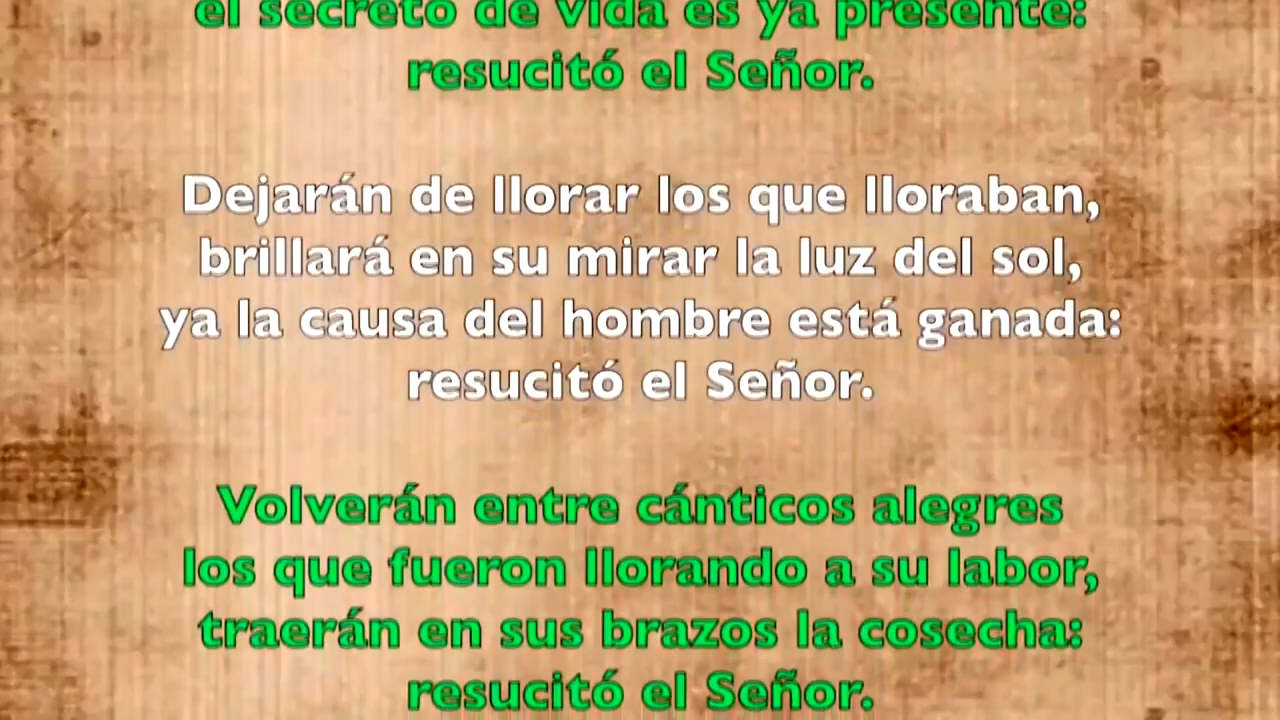 el secreto de vida es ya presente:
resucitó el Señor.
Dejarán de llorar los que lloraban,
brillará en su mirar la luz del sol,
ya la causa del hombre está ganada:
resucitó el Señor.
Volverán entre cánticos alegres
los que fueron llorando a su labor,
traerán en sus brazos la cosecha:
resucitó el Señor.